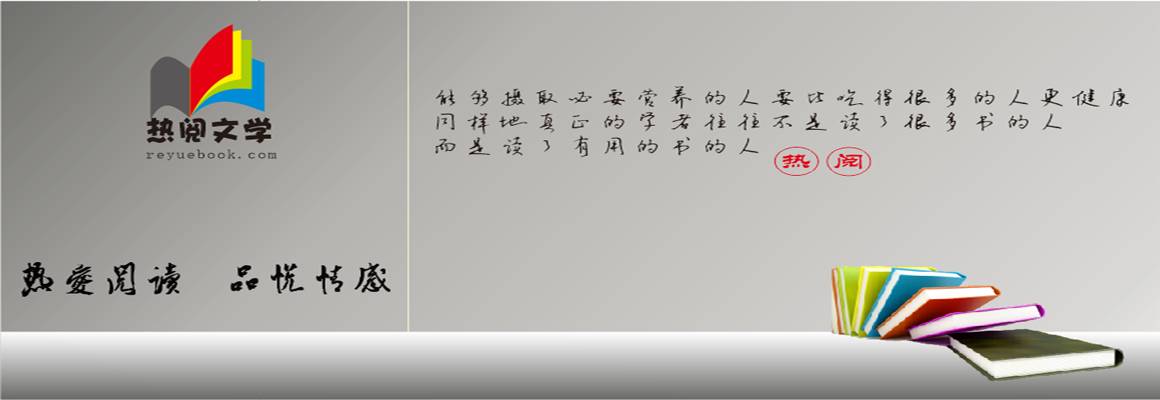 热阅文学
reyuebook.com
能够摄取必要营养的人要比吃得很多的人更健康
同样地真正的学者往往不是读了很多书的人
而是读了有用的书的人
热 阅
热爱阅读 品悦情感